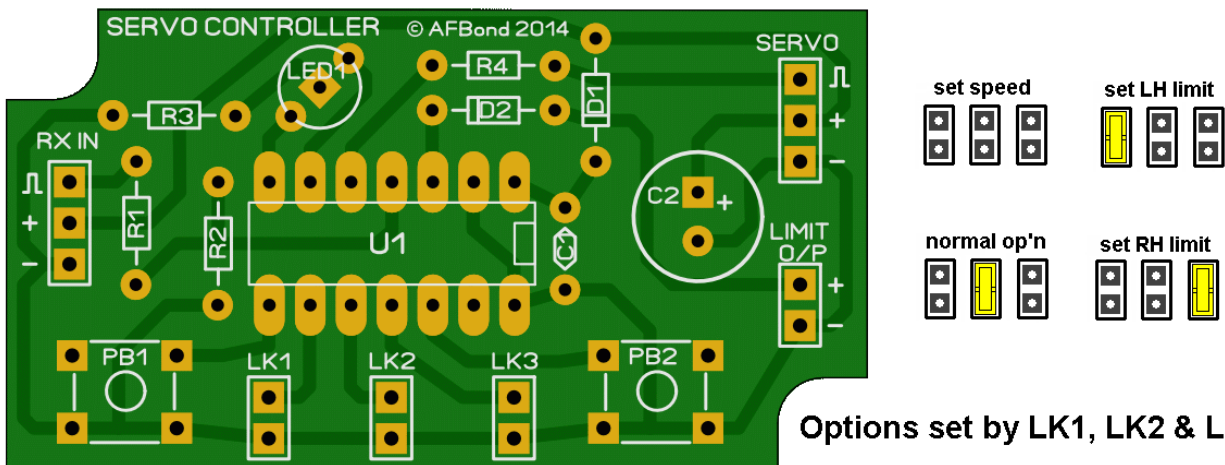 SERVO CONTROLLER
© AFBond 2014
SERVO
LED1
R4
D2
D1
R3
RX IN
+
+
−
−
R1
R2
U1
C1
C2
+
LIMIT
O/P
+
−
PB1
LK1
LK2
LK3
PB2
set speed
set LH limit
normal op'n
set RH limit
Options set by LK1, LK2 & L